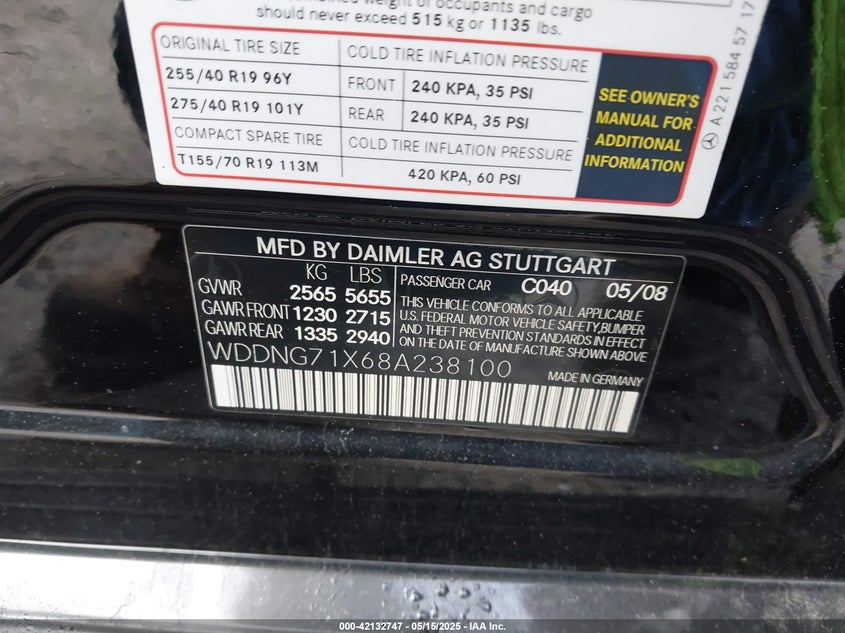 combined weight of occupants and cargo
should never exceed 515 kg or 1135 lbs.
ORIGINAL TIRE SIZE
COLD TIRE INFLATION PRESSURE
255/40 R19 96Y
FRONT
240 KPA, 35 PSI
275/40 R19 101Y
REAR
240 KPA, 35 PSI
COMPACT SPARE TIRE
COLD TIRE INFLATION PRESSURE
T155/70 R19 113M
420 KPA, 60 PSI
SEE OWNER'S
MANUAL FOR
ADDITIONAL
INFORMATION
A 221 584 57 17
MFD BY DAIMLER AG STUTTGART
KG LBS
GVWR 2565 5655
GAWR FRONT 1230 2715
GAWR REAR 1335 2940
PASSENGER CAR C040 05/08
THIS VEHICLE CONFORMS TO ALL APPLICABLE
U.S. FEDERAL MOTOR VEHICLE SAFETY, BUMPER
AND THEFT PREVENTION STANDARDS IN EFFECT
ON THE DATE OF MANUFACTURE SHOWN ABOVE
WDDNG71X68A238100
MADE IN GERMANY
000-42132747 - 05/15/2025 - IAA Inc.